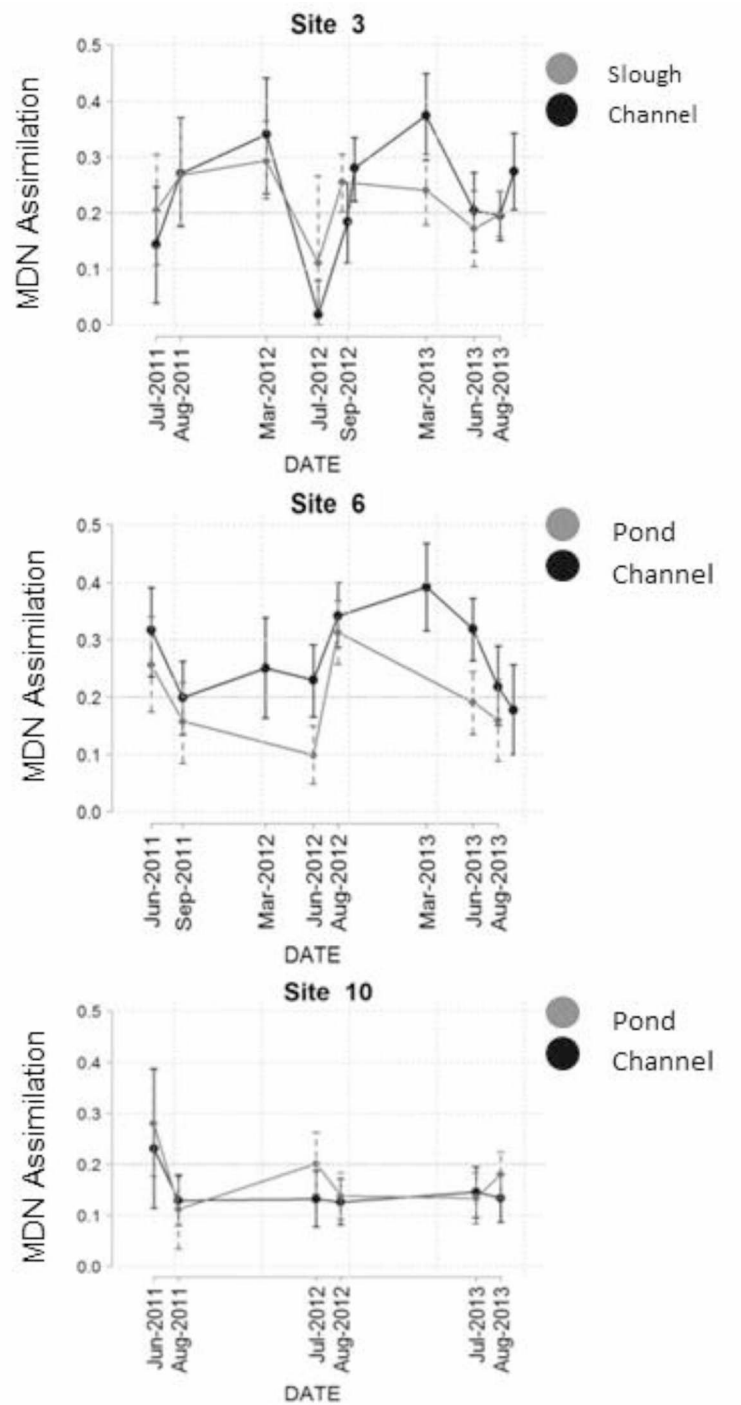 Site 3
Slough
Channel
MDN Assimilation
0.5
0.4
0.3
0.2
0.1
0.0
Jul-2011
Aug-2011
Mar-2012
Jul-2012
Sep-2012
Mar-2013
Jun-2013
Aug-2013
DATE
Site 6
Pond
Channel
MDN Assimilation
0.5
0.4
0.3
0.2
0.1
0.0
Jun-2011
Sep-2011
Mar-2012
Jun-2012
Aug-2012
Mar-2013
Jun-2013
Aug-2013
DATE
Site 10
Pond
Channel
MDN Assimilation
0.5
0.4
0.3
0.2
0.1
0.0
Jun-2011
Aug-2011
Jul-2012
Aug-2012
Jul-2013
Aug-2013
DATE